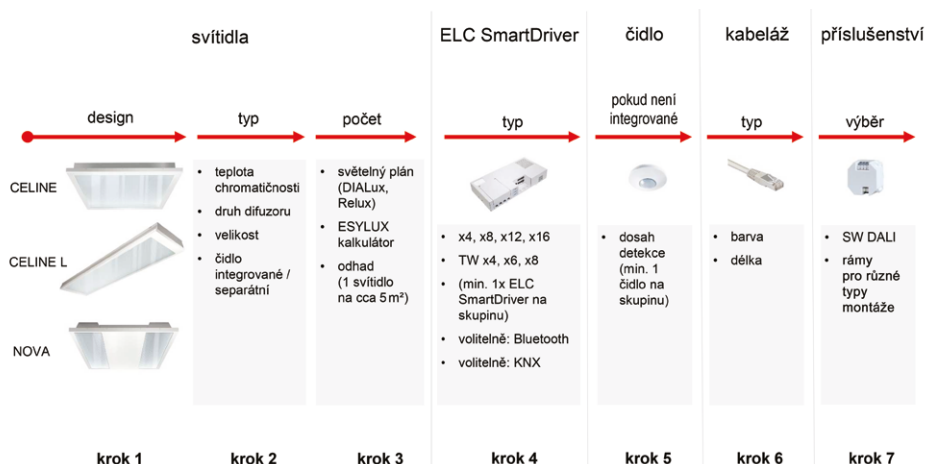 svítidla
ELC SmartDriver
čidlo
kabeláž
příslušenství
design
typ
počet
typ
pokud není
integrované
typ
výběr
CELINE
CELINE L
NOVA
• teplota
chromatičnosti
• druh difuzoru
• velikost
• čidlo
integrované /
separátní
• světelný plán
(DIALux,
Relux)
• ESYLUX
kalkulátor
• odhad
(1 svítidlo
na cca 5 m²)
• x4, x8, x12, x16
• TW x4, x6, x8
• (min. 1x ELC
SmartDriver na
skupinu)
• volitelně: Bluetooth
• volitelně: KNX
• dosah
detekce
(min. 1
čidlo na
skupinu)
• barva
• délka
• SW DALI
• rámy
pro různé
typy
montáže
krok 1
krok 2
krok 3
krok 4
krok 5
krok 6
krok 7